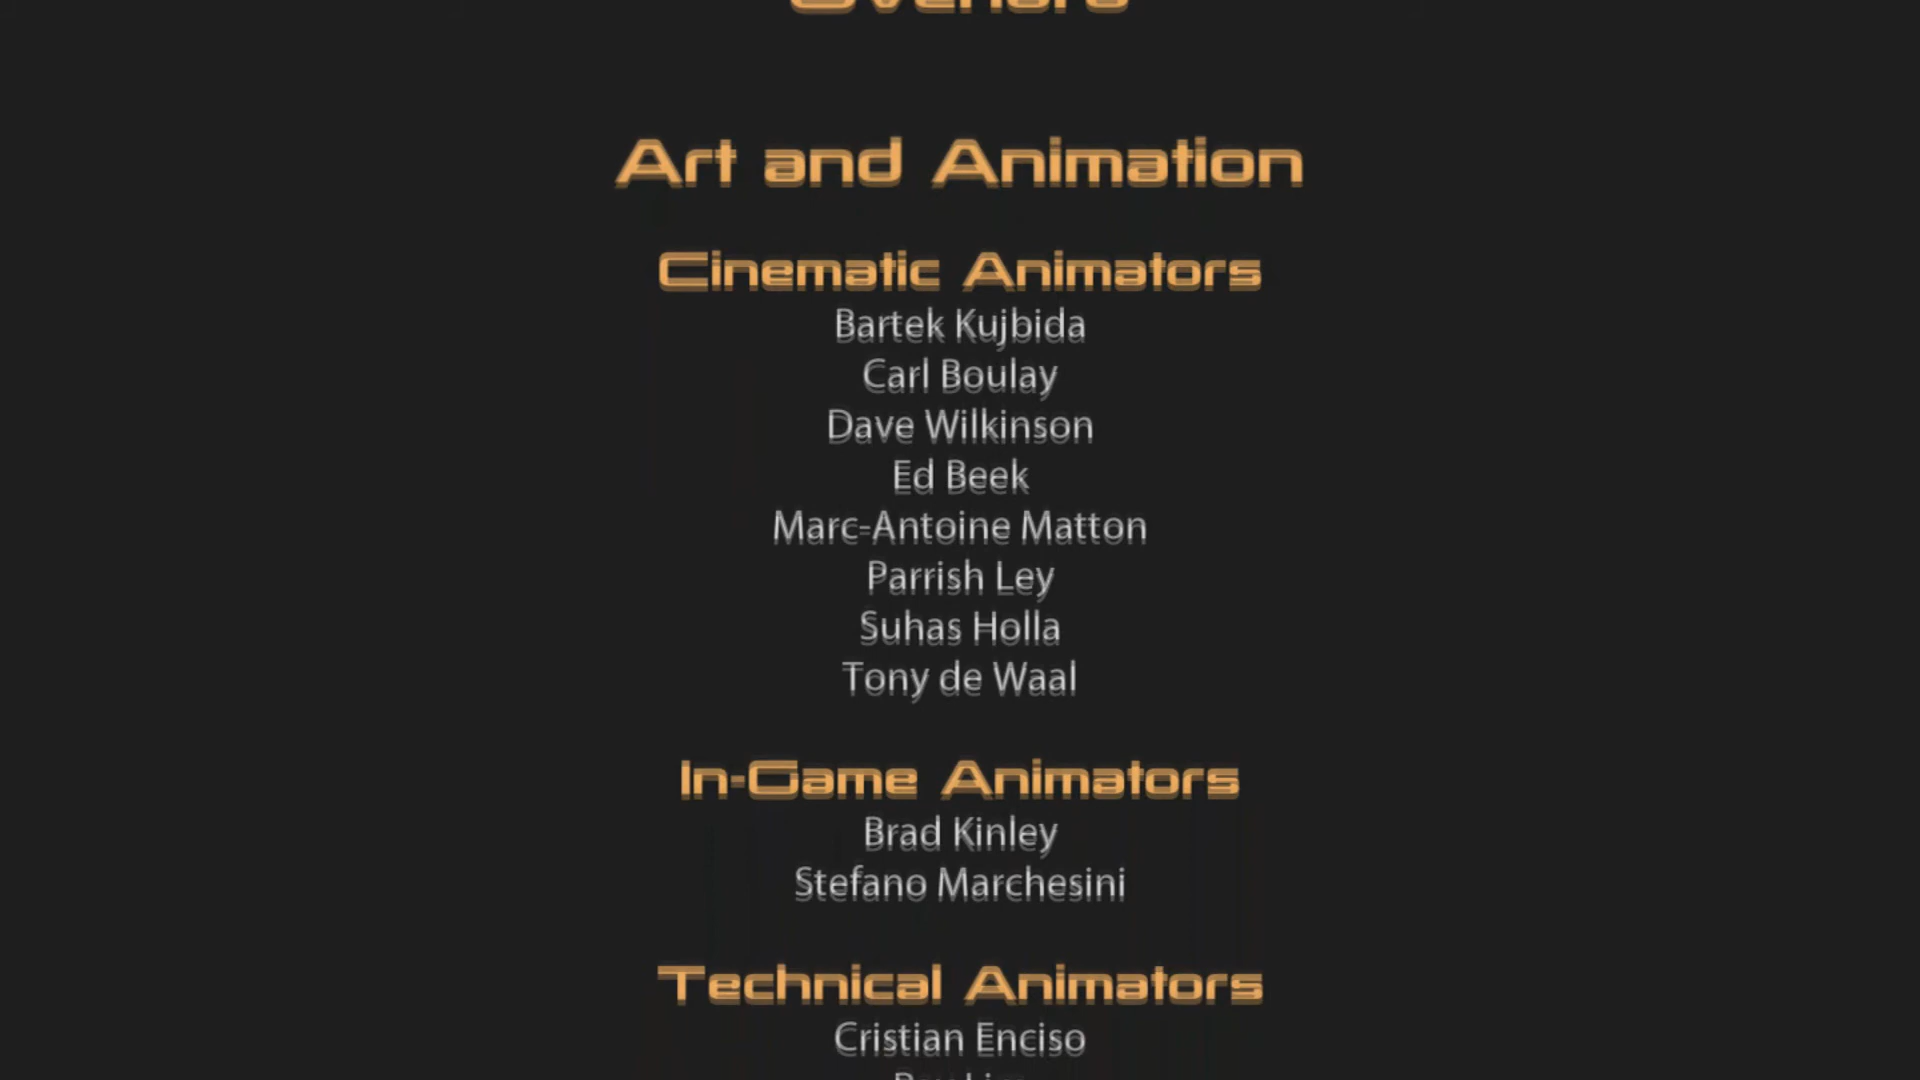 Art and Animation
Cinematic Animators
Bartek Kujbida
Carl Boulay
Dave Wilkinson
Ed Beek
Marc-Antoine Matton
Parrish Ley
Suhas Holla
Tony de Waal
In-Game Animators
Brad Kinley
Stefano Marchesini
Technical Animators
Cristian Enciso